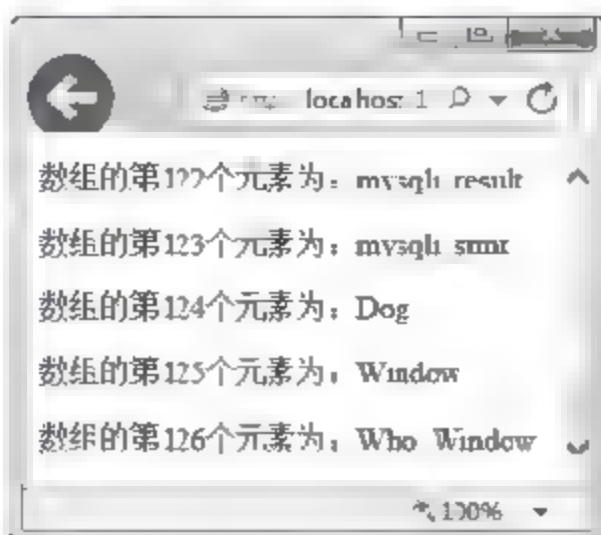 localhost:1
数组的第122个元素为：mysqli_result
数组的第123个元素为：mysqli_stmt
数组的第124个元素为：Dog
数组的第125个元素为：Window
数组的第126个元素为：Who_Window
100%